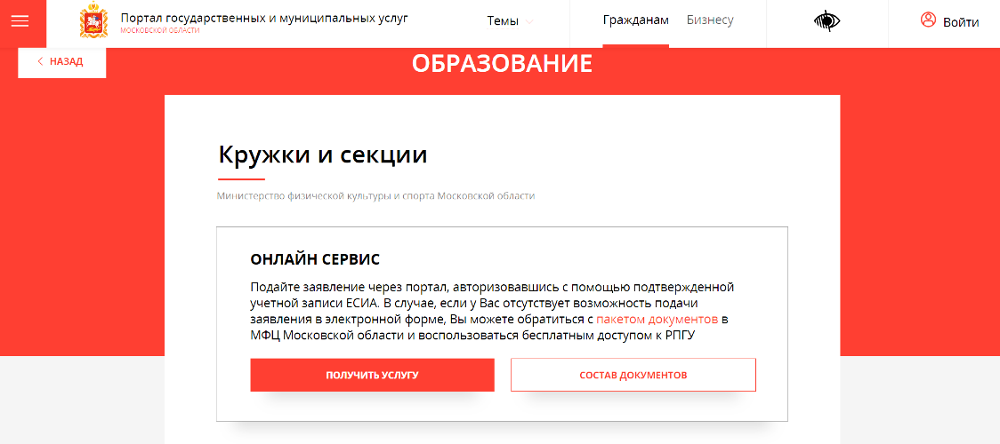 Портал государственных и муниципальных услуг
МОСКОВСКОЙ ОБЛАСТИ
Темы
Гражданам
Бизнесу
Войти
НАЗАД
ОБРАЗОВАНИЕ
Кружки и секции
Министерство физической культуры и спорта Московской области
ОНЛАЙН СЕРВИС
Подайте заявление через портал, авторизовавшись с помощью подтвержденной
учетной записи ЕСИА. В случае, если у Вас отсутствует возможность подачи
заявления в электронной форме, Вы можете обратиться с пакетом документов в
МФЦ Московской области и воспользоваться бесплатным доступом к РПГУ
ПОЛУЧИТЬ УСЛУГУ
СОСТАВ ДОКУМЕНТОВ